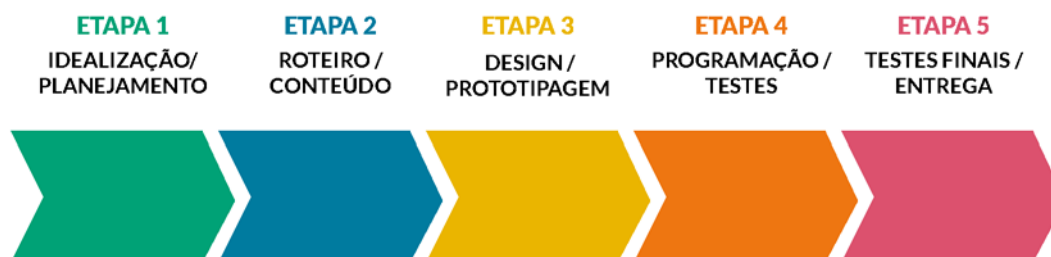 ETAPA 1
IDEALIZAÇÃO/
PLANEJAMENTO
ETAPA 2
ROTEIRO /
CONTEÚDO
ETAPA 3
DESIGN /
PROTOTIPAGEM
ETAPA 4
PROGRAMAÇÃO /
TESTES
ETAPA 5
TESTES FINAIS /
ENTREGA